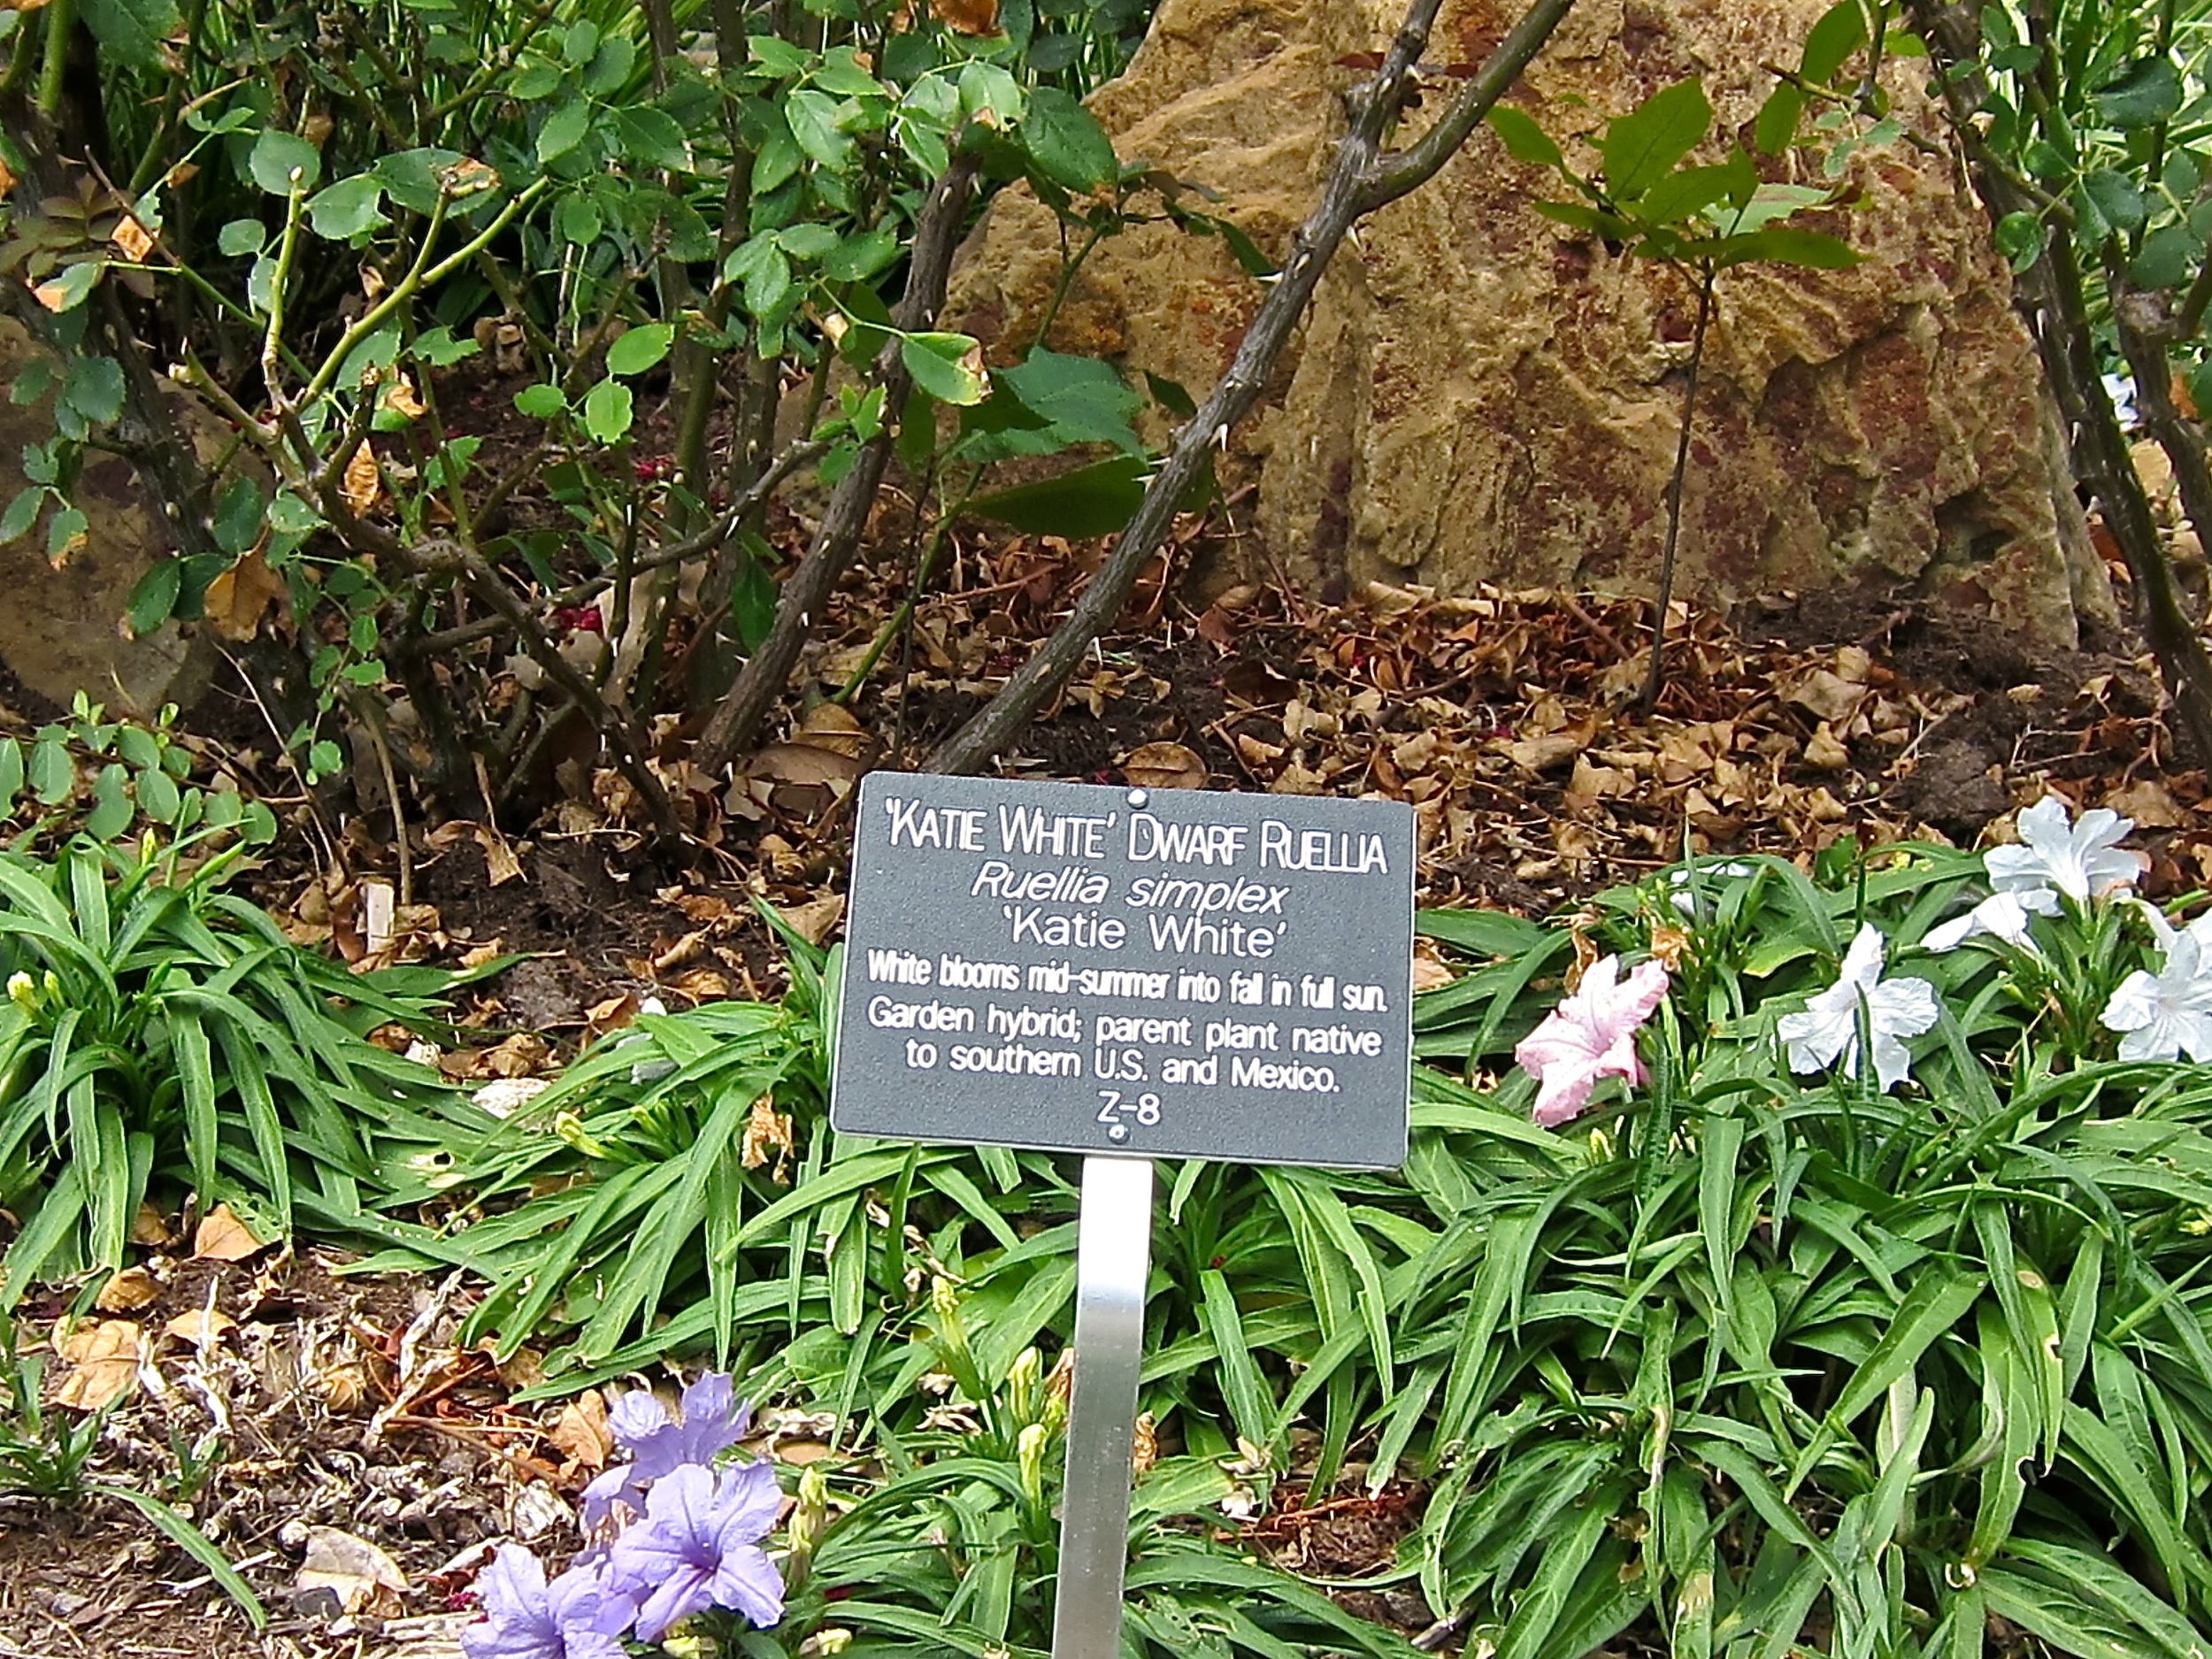 'KATIE WHITE' DWARF RUELLIA
Ruellia simplex
'Katie White'
White blooms mid-summer into fall in full sun.
Garden hybrid; parent plant native
to southern U.S. and Mexico.
Z-8